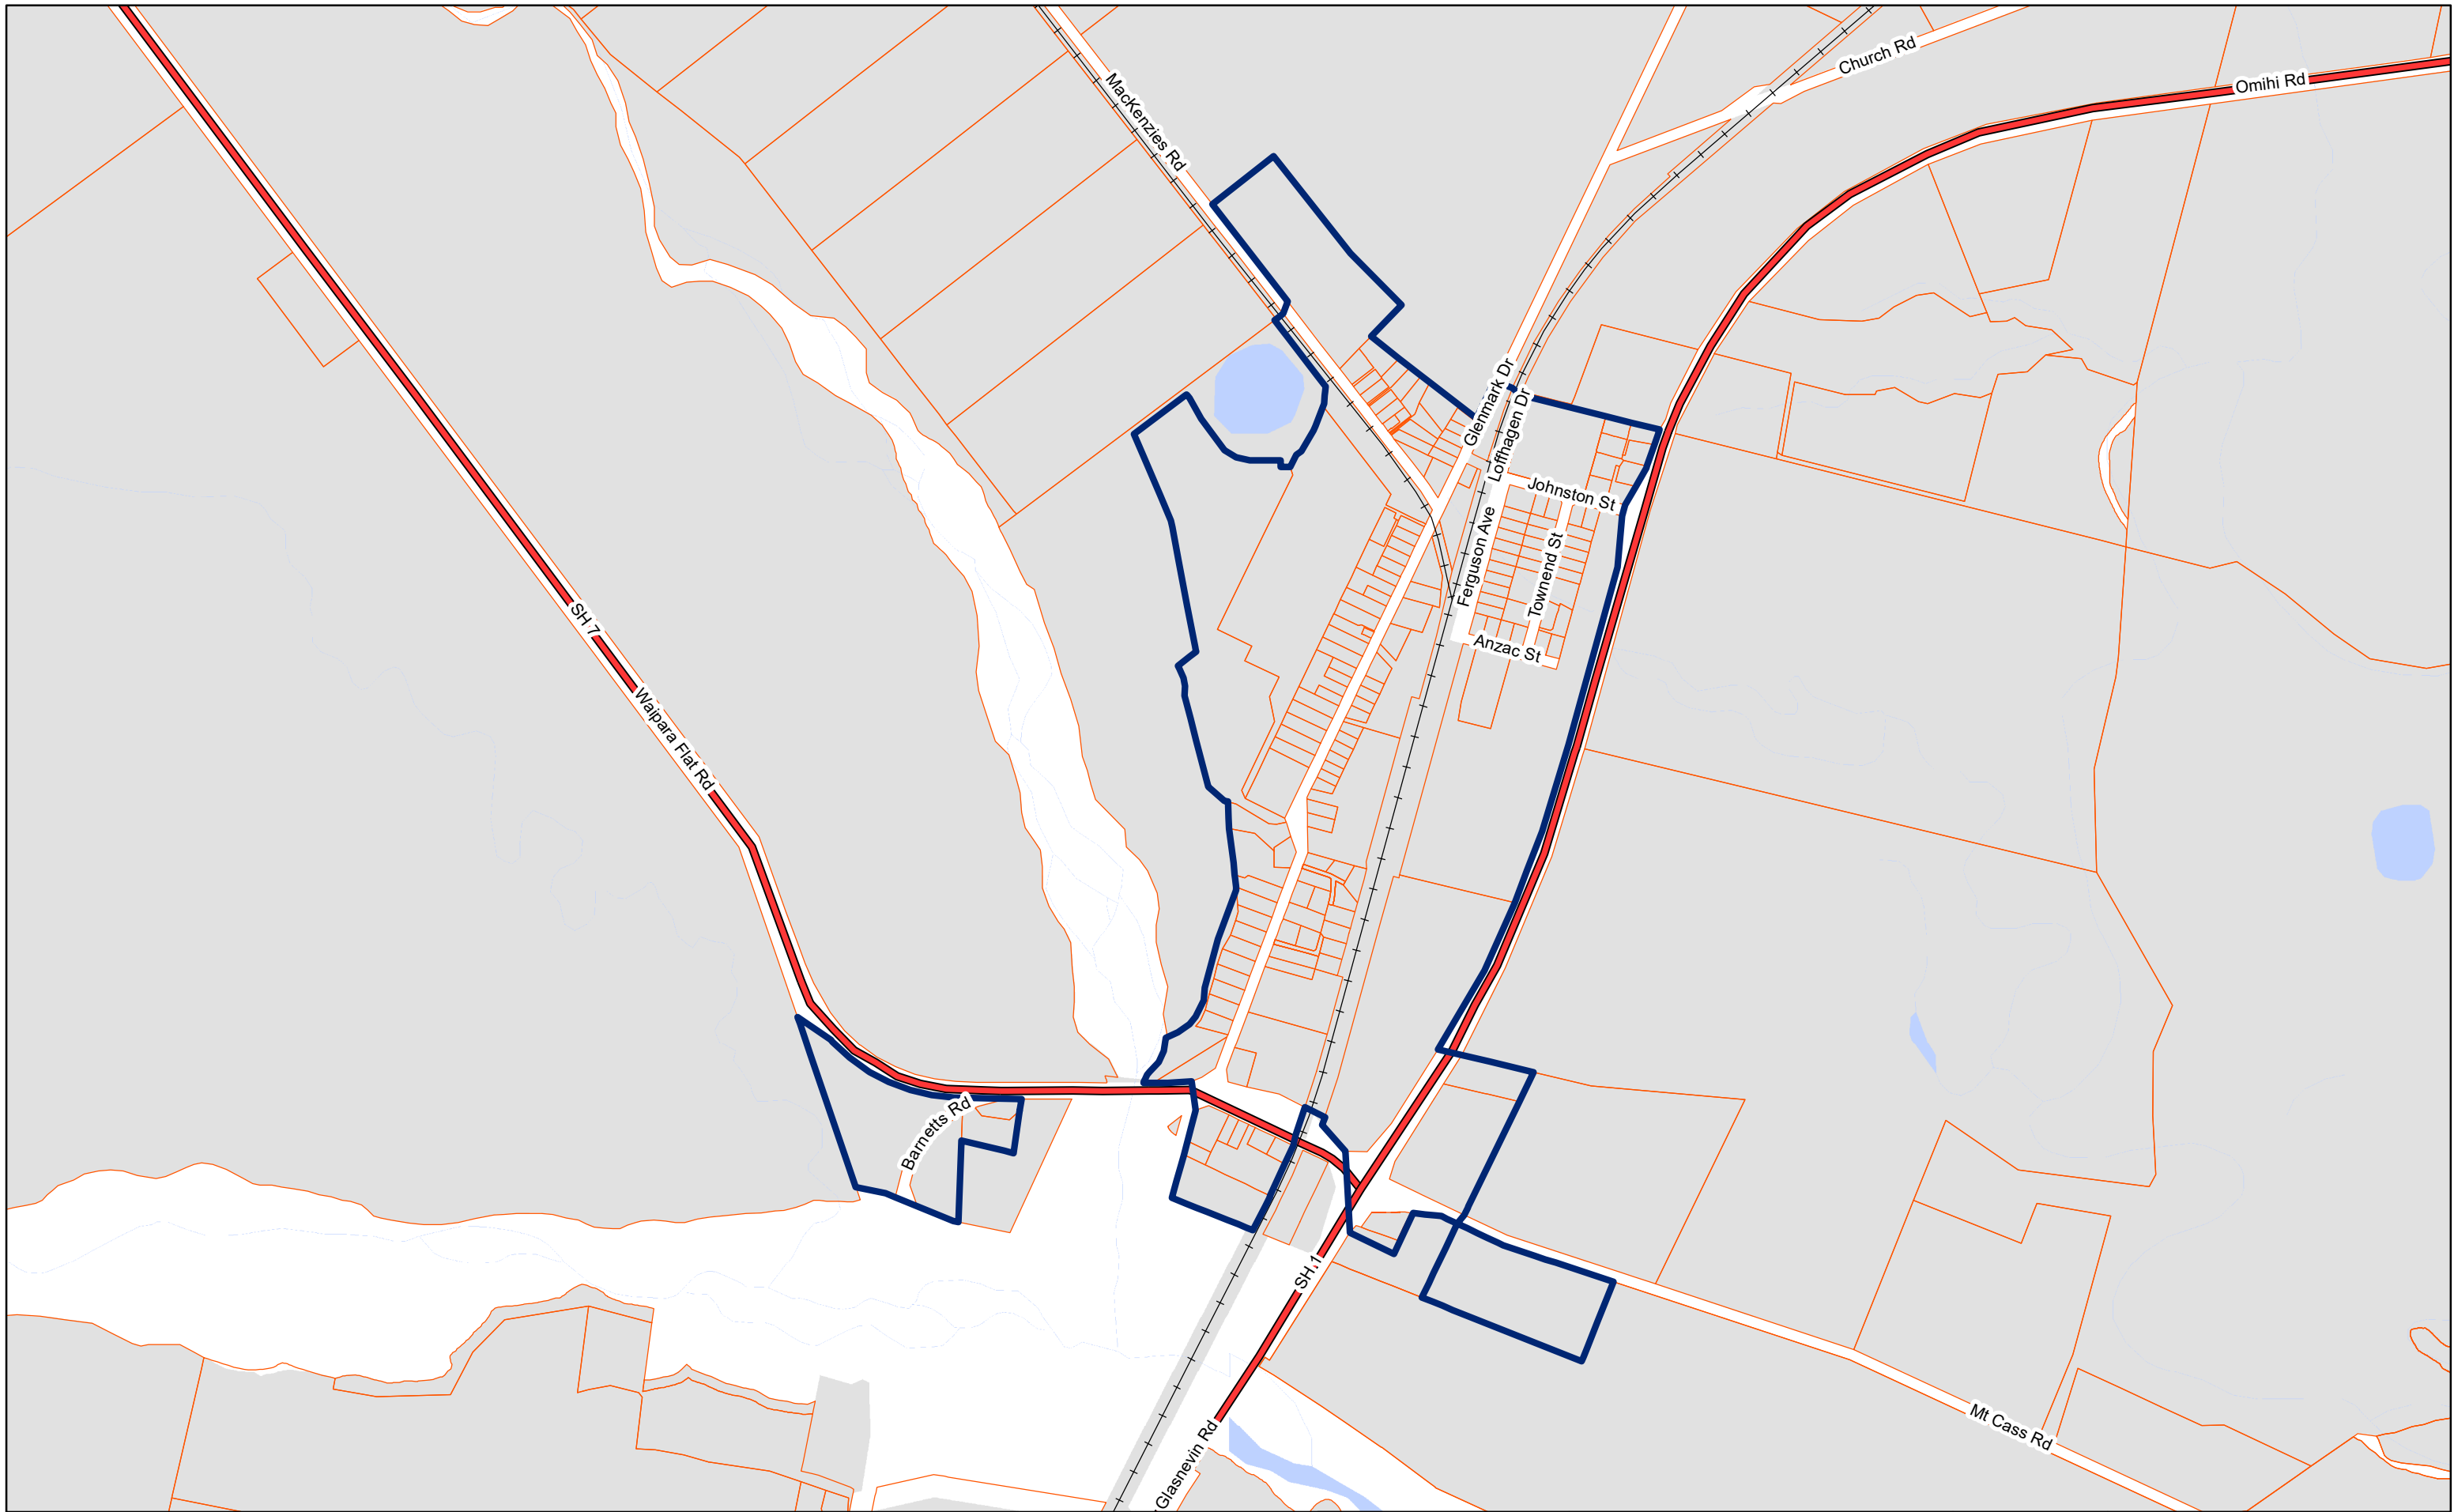 Church Rd
Omihi Rd
MacKenzies Rd
Glenmark Dr
Loffhagen Dr
Johnston St
Ferguson Ave
Townend St
Anzac St
SH 7
Waipara Flat Rd
Barnetts Rd
SH 1
Mt Cass Rd
Glasnevin Rd